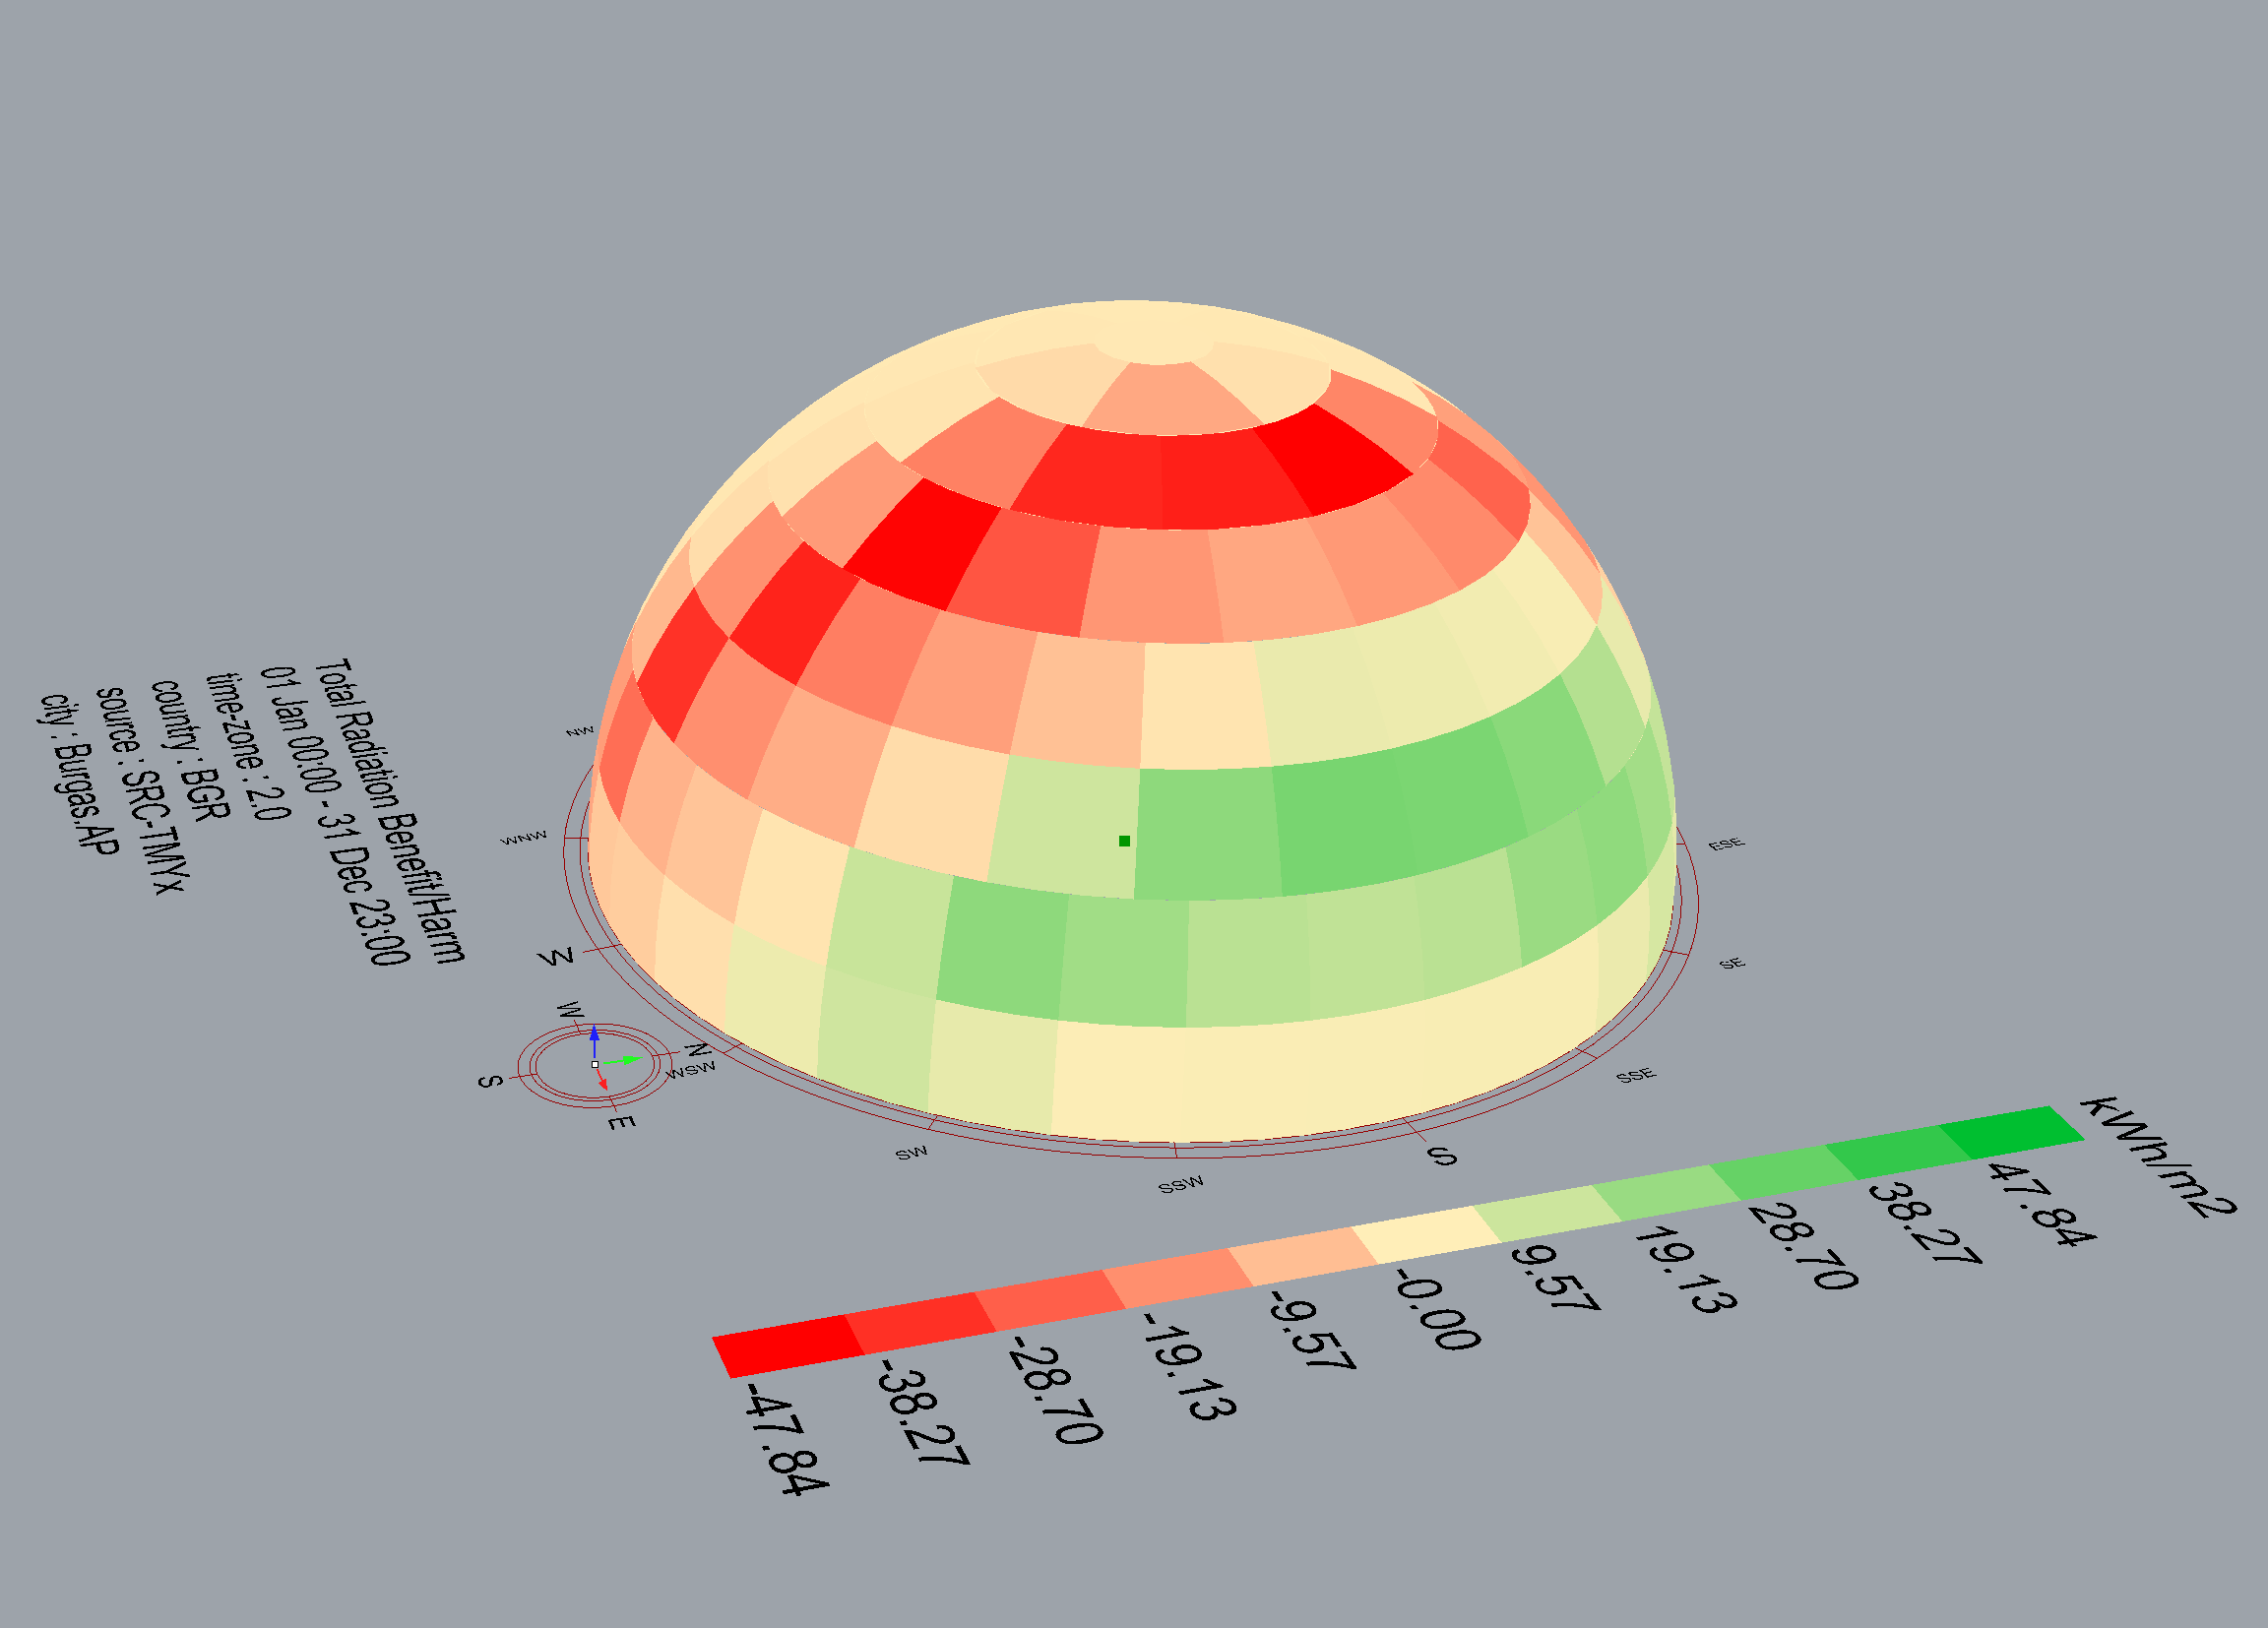 Total Radiation Benefit/Harm
01 Jan 00:00 - 31 Dec 23:00
time-zone : 2.0
country : BGR
source : SRC-TMYx
city : Burgas.AP
NW
WNW
W
WSW
SW
SSW
S
SSE
SE
ESE
W
N
S
E
kWh/m2
47.84
38.27
28.70
19.13
9.57
-0.00
-9.57
-19.13
-28.70
-38.27
-47.84